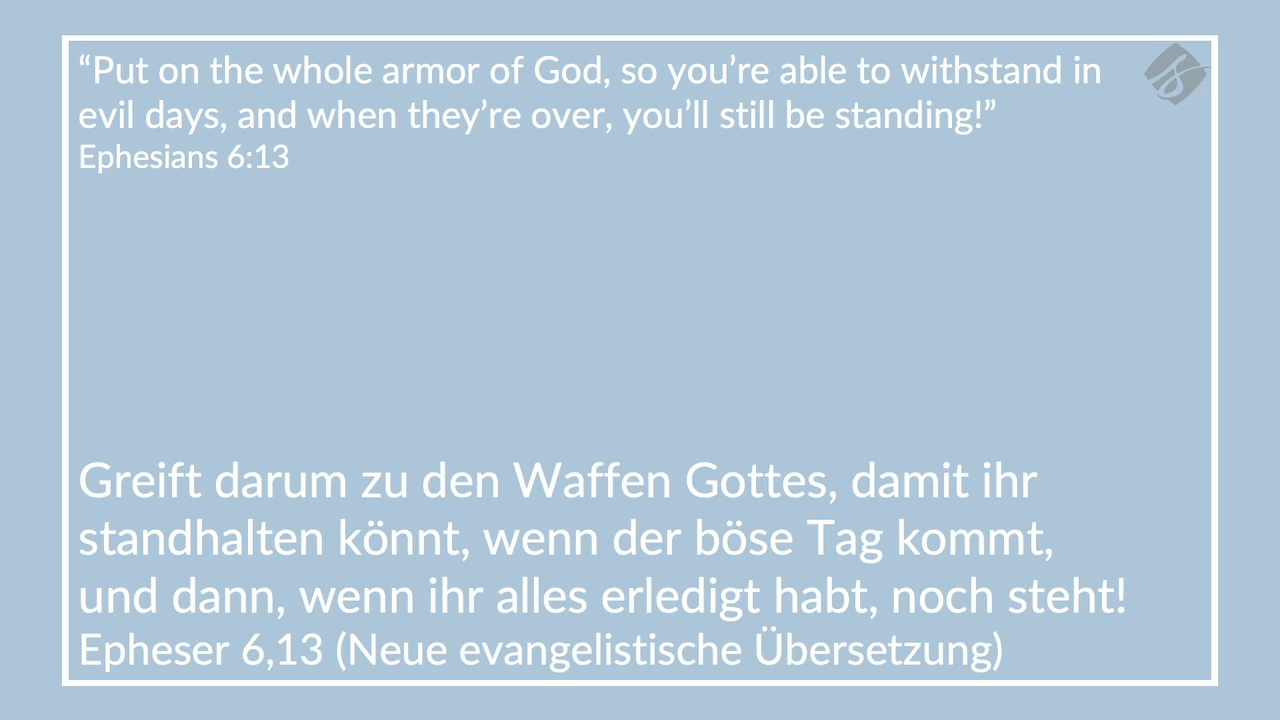 “Put on the whole armor of God, so you’re able to withstand in
evil days, and when they’re over, you’ll still be standing!”
Ephesians 6:13
Greift darum zu den Waffen Gottes, damit ihr
standhalten könnt, wenn der böse Tag kommt,
und dann, wenn ihr alles erledigt habt, noch steht!
Epheser 6,13 (Neue evangelistische Übersetzung)